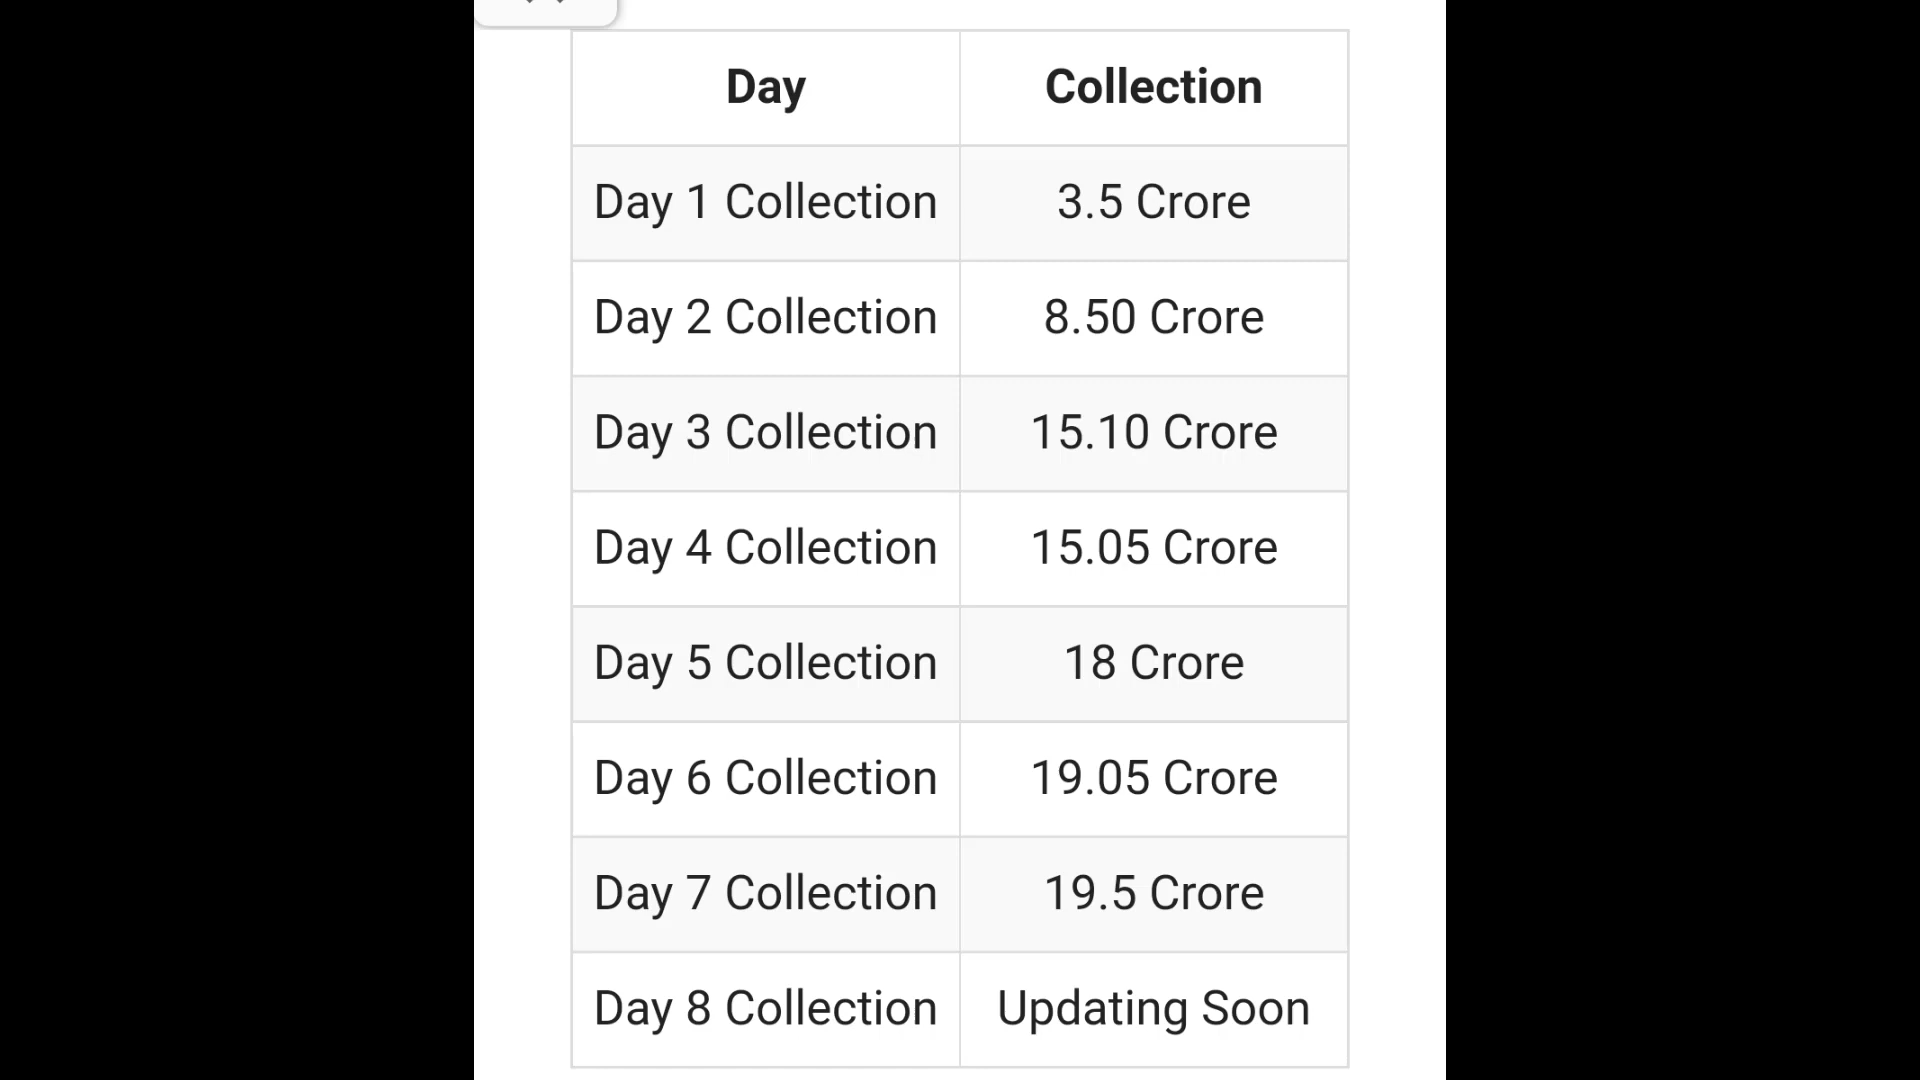 Day Collection
Day 1 Collection 3.5 Crore
Day 2 Collection 8.50 Crore
Day 3 Collection 15.10 Crore
Day 4 Collection 15.05 Crore
Day 5 Collection 18 Crore
Day 6 Collection 19.05 Crore
Day 7 Collection 19.5 Crore
Day 8 Collection Updating Soon